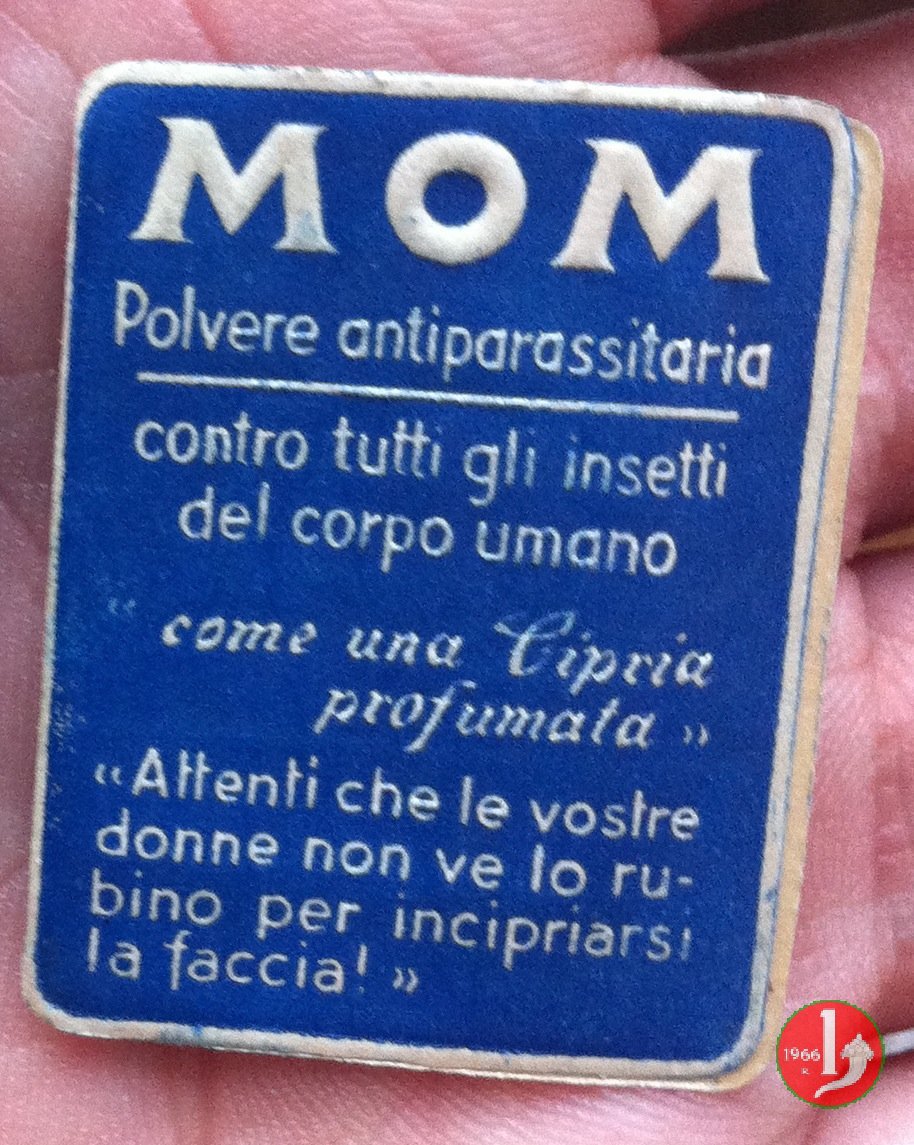 MOM
Polvere antiparassitaria
contro tutti gli insetti
del corpo umano
“ come una Cipria
profumata »
«Attenti che le vostre
donne non ve lo ru-
bino per incipriarsi
la faccia! »
1966
R